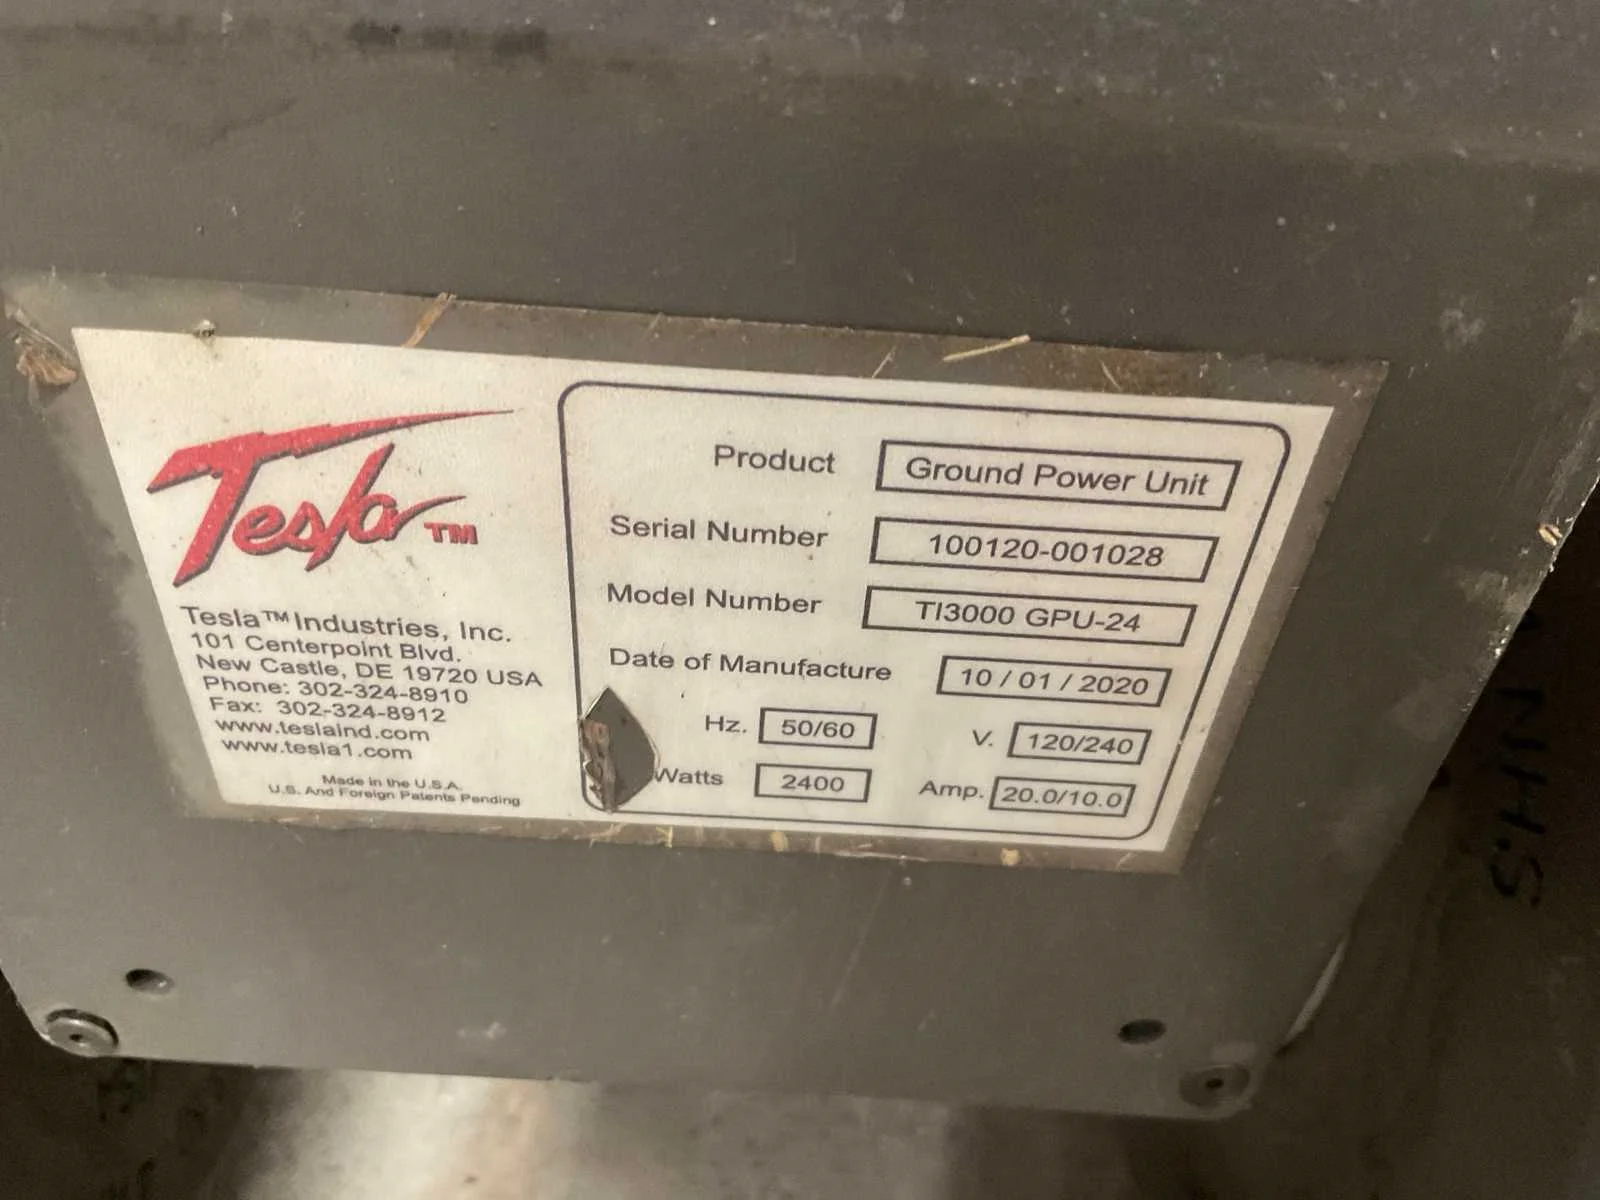 Tesla™
Tesla™ Industries, Inc.
101 Centerpoint Blvd.
New Castle, DE 19720 USA
Phone: 302-324-8910
Fax: 302-324-8912
www.teslaind.com
www.tesla1.com
Made in the U.S.A.
U.S. And Foreign Patents Pending
Product Ground Power Unit
Serial Number 100120-001028
Model Number TI3000 GPU-24
Date of Manufacture 10 / 01 / 2020
Hz. 50/60 V. 120/240
Watts 2400 Amp. 20.0/10.0